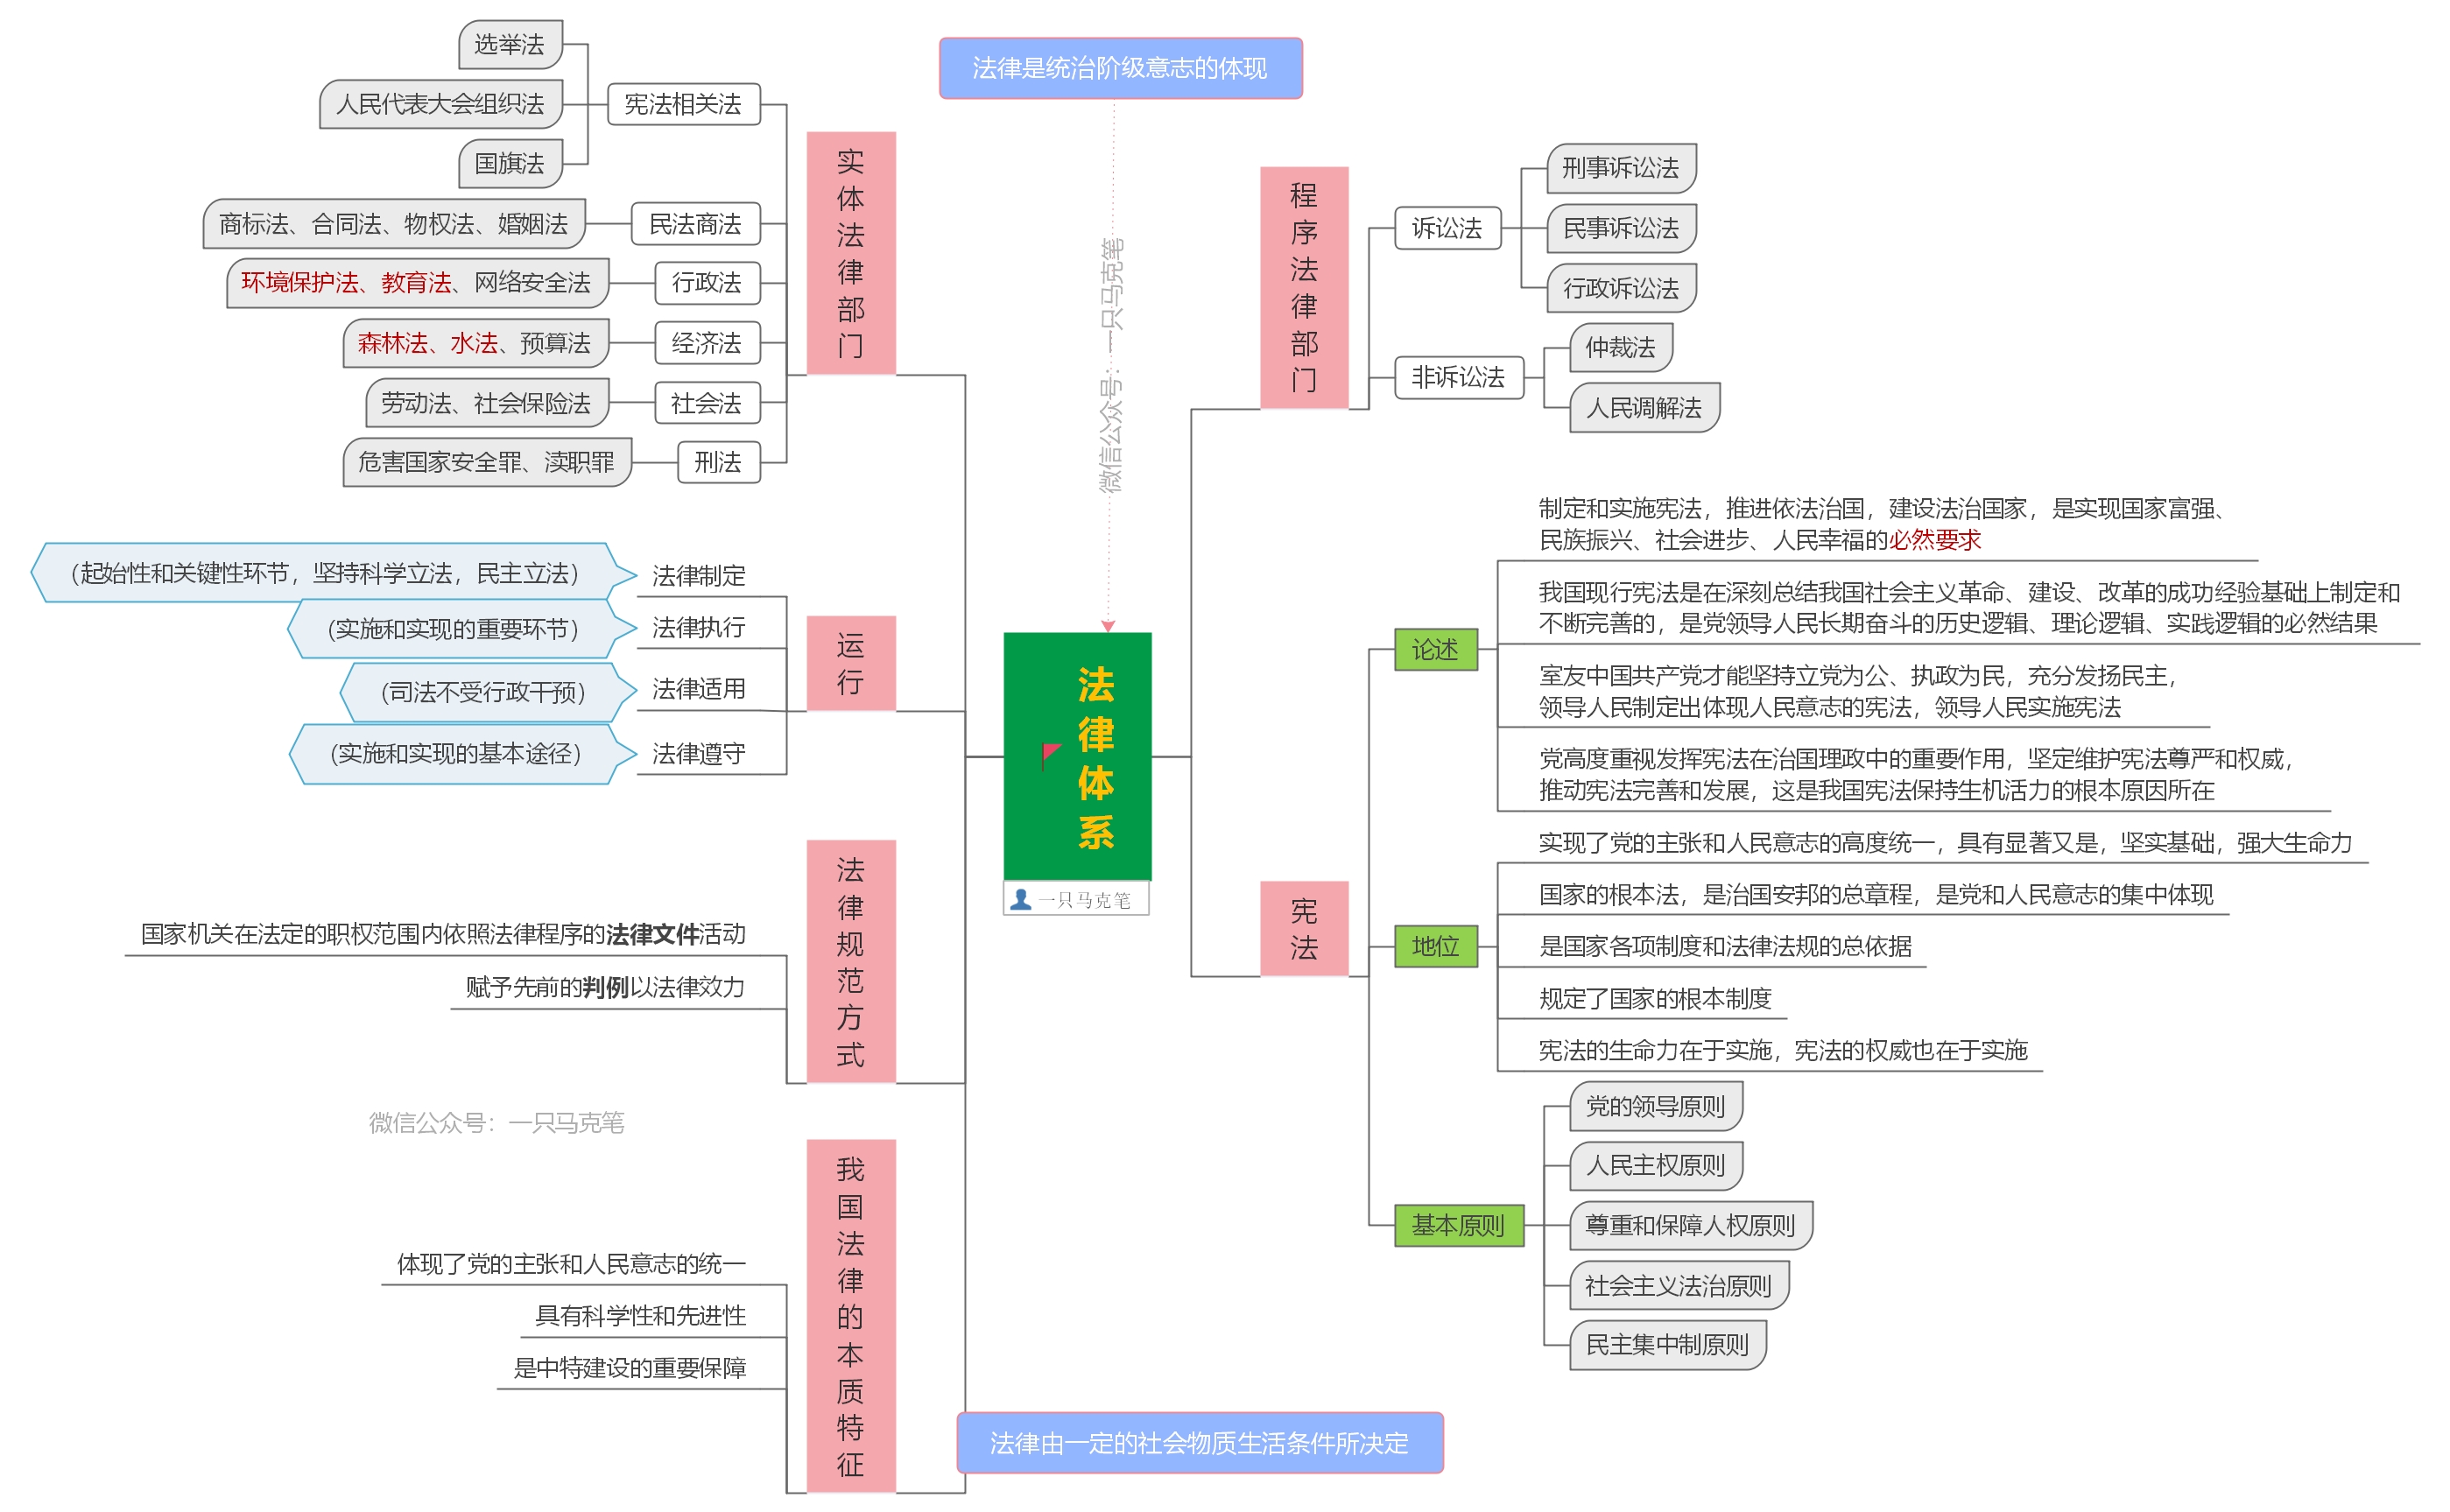 法律是统治阶级意志的体现
微信公众号：一只马克笔
法律体系
一只马克笔
实体法律部门
宪法相关法
选举法
人民代表大会组织法
国旗法
民法商法
商标法、合同法、物权法、婚姻法
行政法
环境保护法、教育法、网络安全法
经济法
森林法、水法、预算法
社会法
劳动法、社会保险法
刑法
危害国家安全罪、渎职罪
运行
法律制定
（起始性和关键性环节，坚持科学立法，民主立法）
法律执行
（实施和实现的重要环节）
法律适用
（司法不受行政干预）
法律遵守
（实施和实现的基本途径）
法律规范方式
国家机关在法定的职权范围内依照法律程序的法律文件活动
赋予先前的判例以法律效力
微信公众号：一只马克笔
我国法律的本质特征
体现了党的主张和人民意志的统一
具有科学性和先进性
是中特建设的重要保障
程序法律部门
诉讼法
刑事诉讼法
民事诉讼法
行政诉讼法
非诉讼法
仲裁法
人民调解法
宪法
论述
制定和实施宪法，推进依法治国，建设法治国家，是实现国家富强、
民族振兴、社会进步、人民幸福的必然要求
我国现行宪法是在深刻总结我国社会主义革命、建设、改革的成功经验基础上制定和
不断完善的，是党领导人民长期奋斗的历史逻辑、理论逻辑、实践逻辑的必然结果
室友中国共产党才能坚持立党为公、执政为民，充分发扬民主，
领导人民制定出体现人民意志的宪法，领导人民实施宪法
党高度重视发挥宪法在治国理政中的重要作用，坚定维护宪法尊严和权威，
推动宪法完善和发展，这是我国宪法保持生机活力的根本原因所在
地位
实现了党的主张和人民意志的高度统一，具有显著又是，坚实基础，强大生命力
国家的根本法，是治国安邦的总章程，是党和人民意志的集中体现
是国家各项制度和法律法规的总依据
规定了国家的根本制度
宪法的生命力在于实施，宪法的权威也在于实施
基本原则
党的领导原则
人民主权原则
尊重和保障人权原则
社会主义法治原则
民主集中制原则
法律由一定的社会物质生活条件所决定